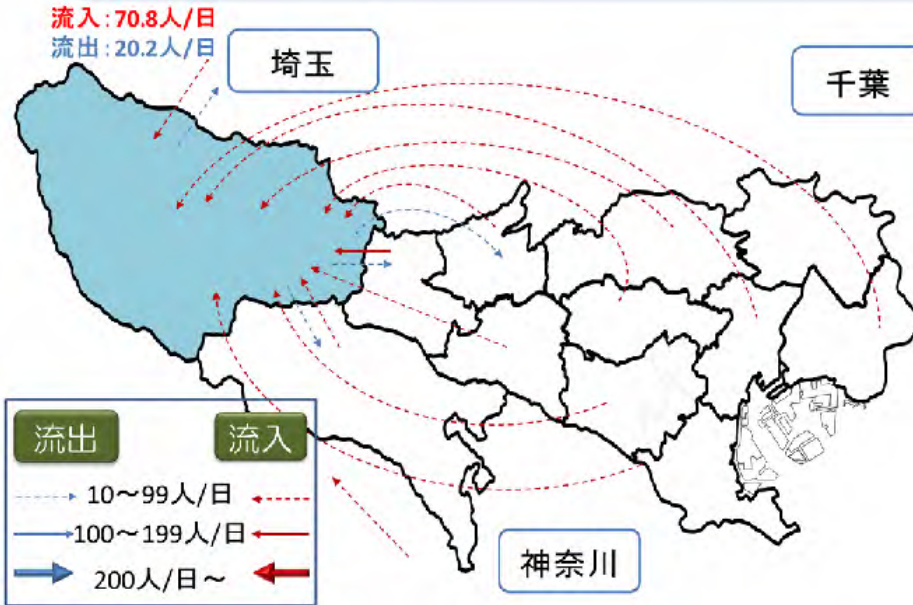 流入：70.8人/日
流出：20.2人/日
埼玉
千葉
流出 流入
10～99人/日
100～199人/日
200人/日～
神奈川